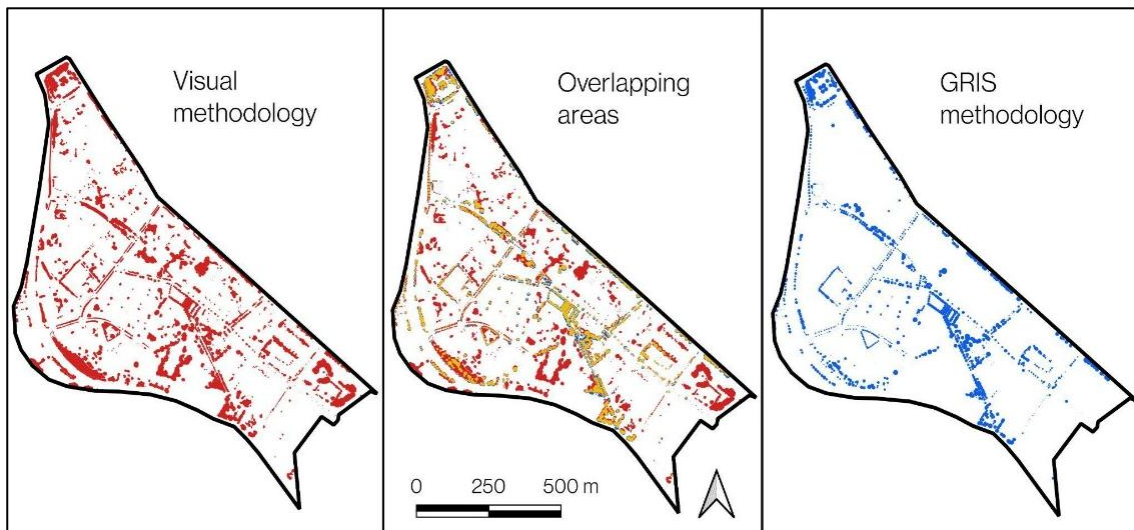 Visual
methodology
Overlapping
areas
GRIS
methodology
0 250 500 m